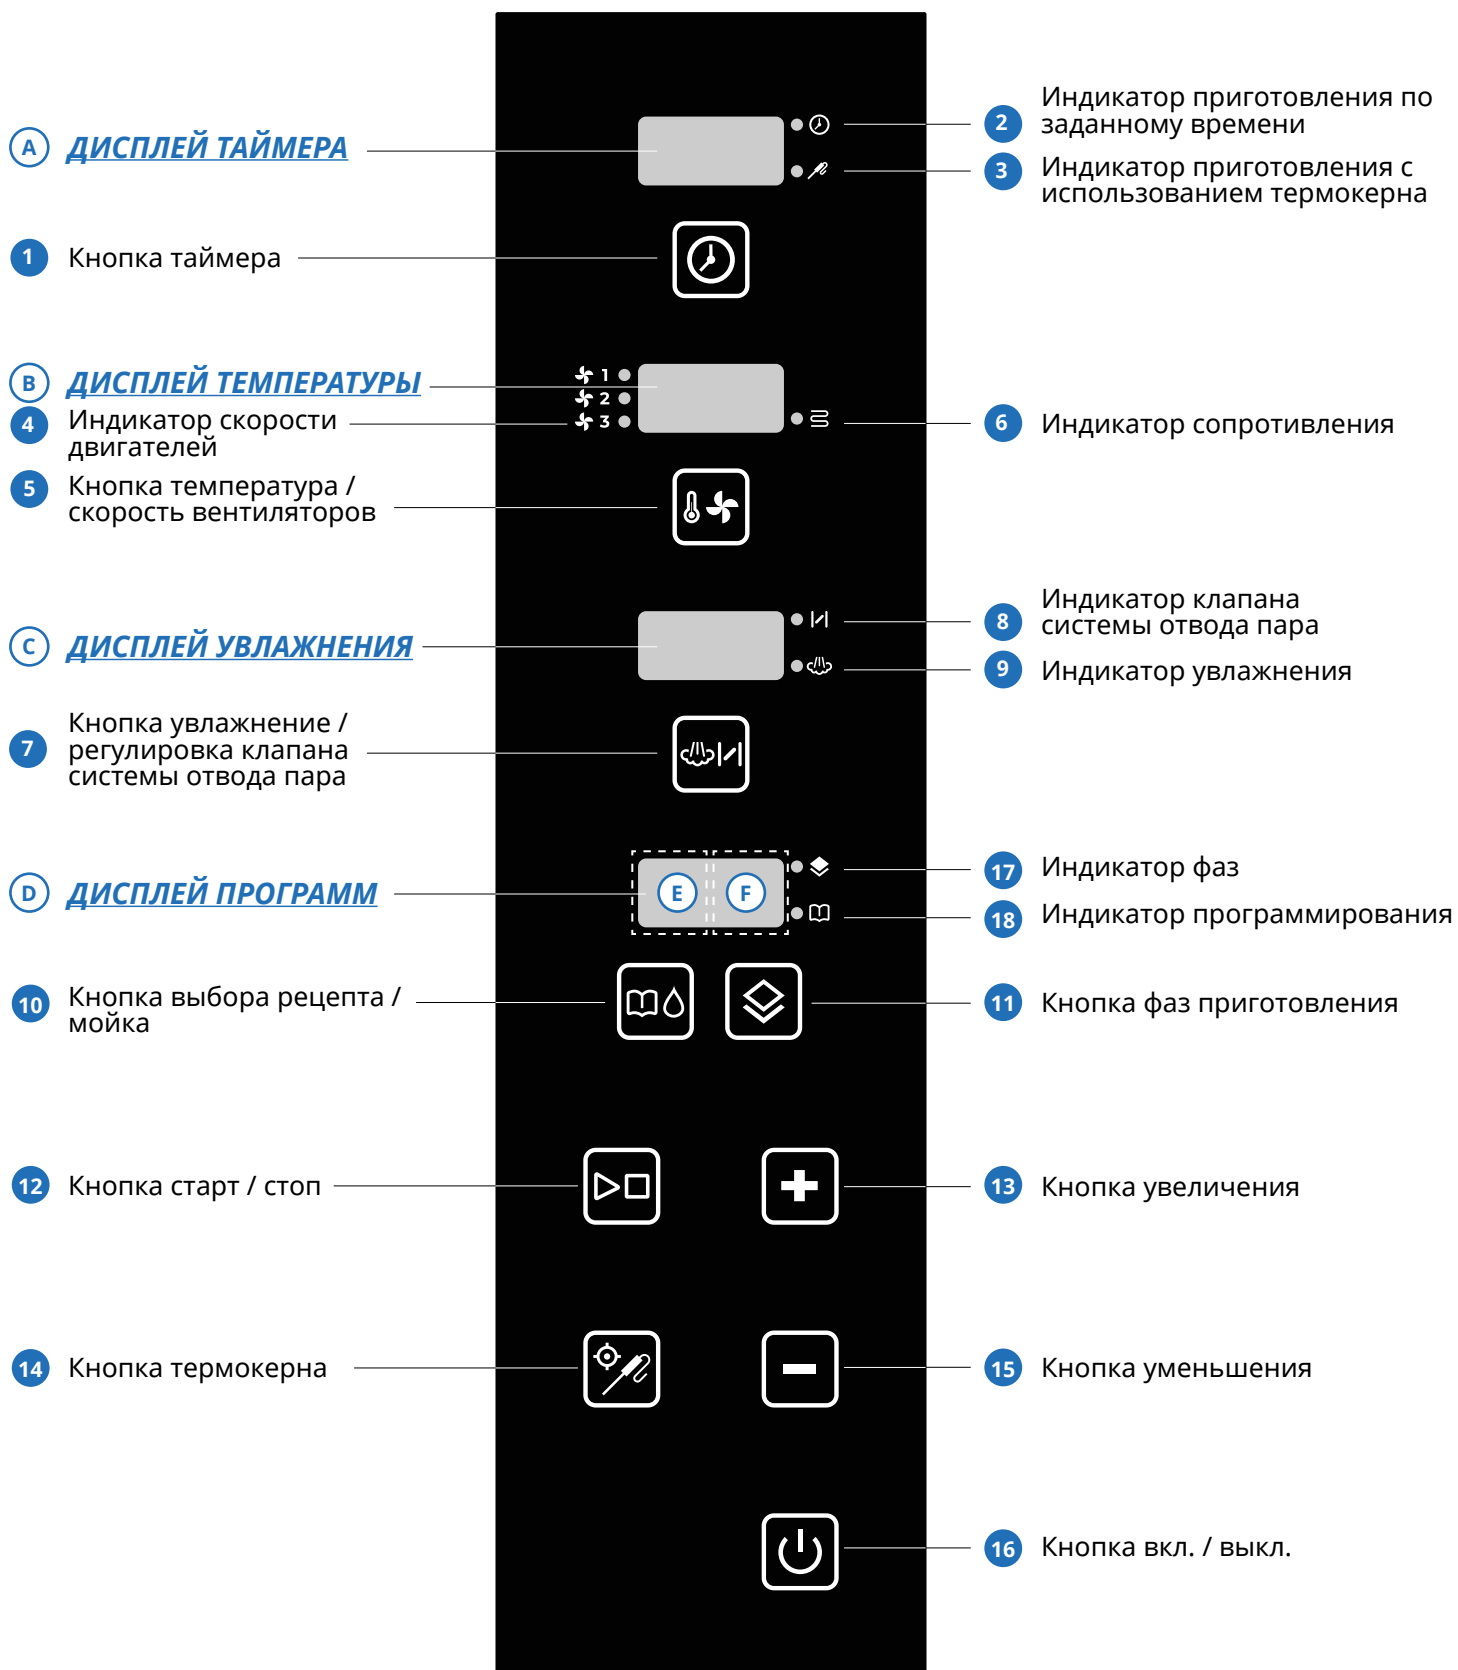 A ДИСПЛЕЙ ТАЙМЕРА
2 Индикатор приготовления по
заданному времени
3 Индикатор приготовления с
использованием термокерна
1 Кнопка таймера
B ДИСПЛЕЙ ТЕМПЕРАТУРЫ
1
2
3
4 Индикатор скорости
двигателей
6 Индикатор сопротивления
5 Кнопка температура /
скорость вентиляторов
C ДИСПЛЕЙ УВЛАЖНЕНИЯ
8 Индикатор клапана
системы отвода пара
9 Индикатор увлажнения
7 Кнопка увлажнение /
регулировка клапана
системы отвода пара
D ДИСПЛЕЙ ПРОГРАММ
E F
17 Индикатор фаз
18 Индикатор программирования
10 Кнопка выбора рецепта /
мойка
11 Кнопка фаз приготовления
12 Кнопка старт / стоп
13 Кнопка увеличения
14 Кнопка термокерна
15 Кнопка уменьшения
16 Кнопка вкл. / выкл.